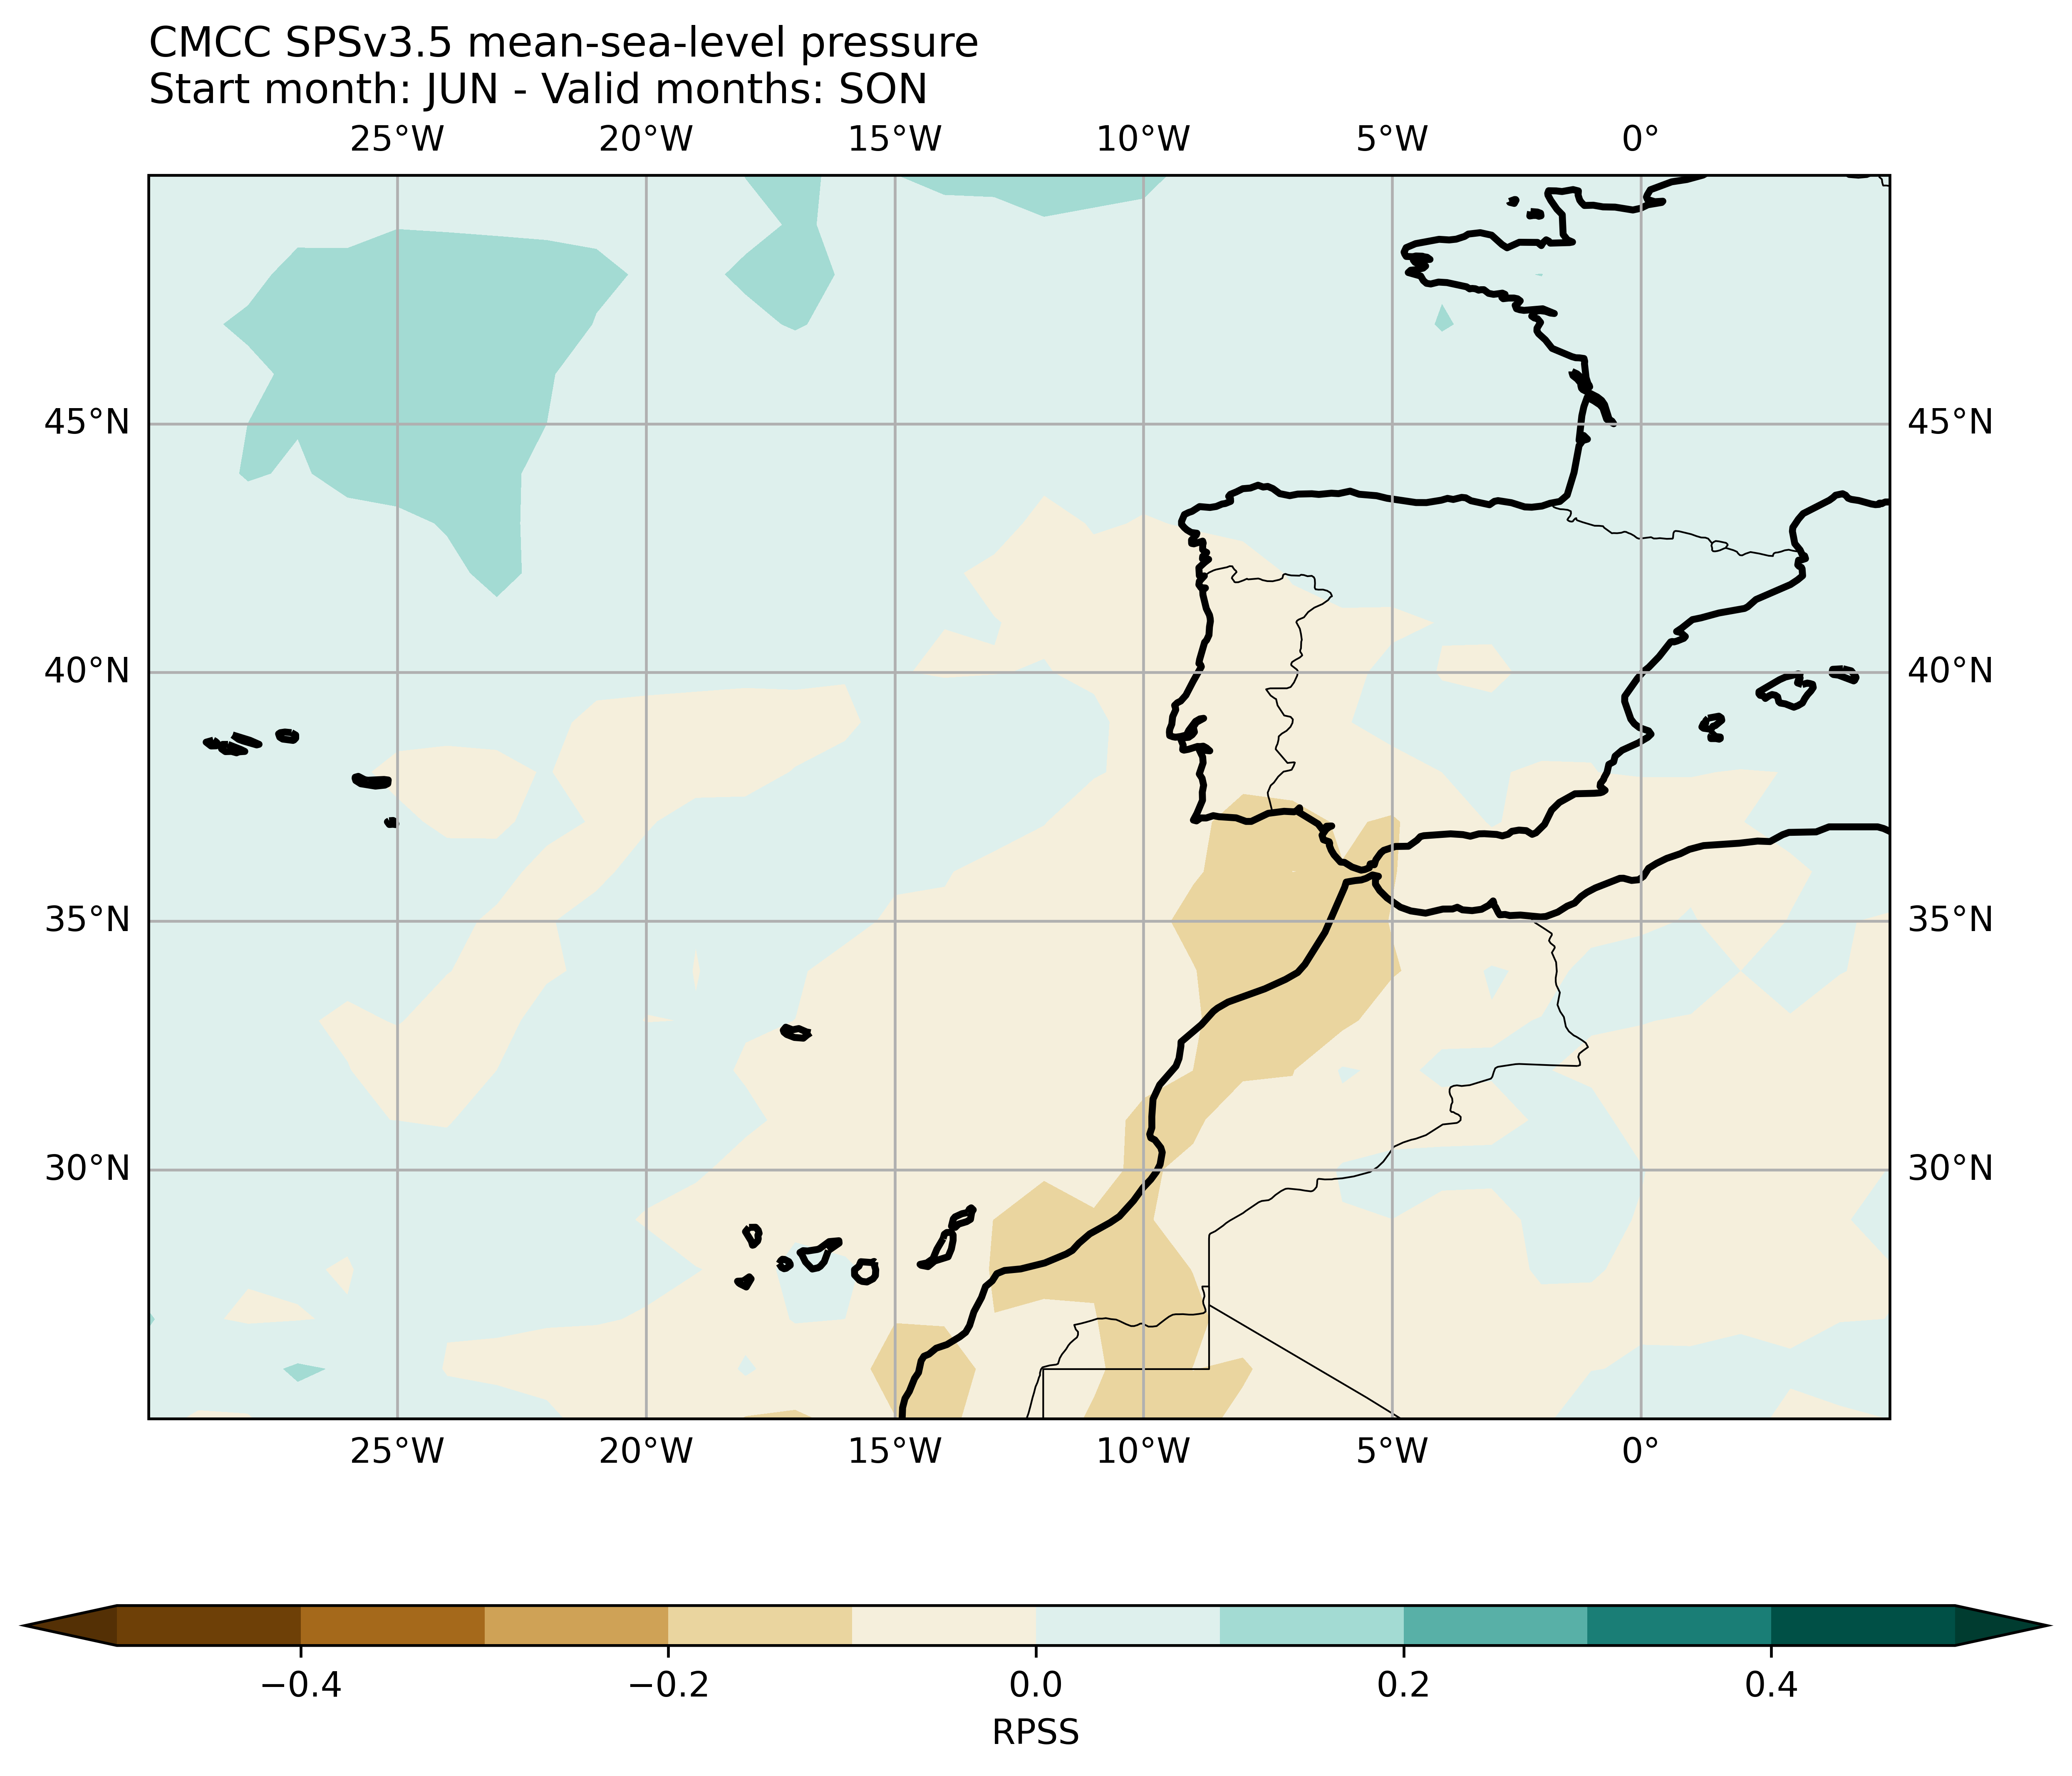 CMCC SPSv3.5 mean-sea-level pressure
Start month: JUN - Valid months: SON
25°W 20°W 15°W 10°W 5°W 0°
45°N 45°N
40°N 40°N
35°N 35°N
30°N 30°N
25°W 20°W 15°W 10°W 5°W 0°
−0.4 −0.2 0.0 0.2 0.4
RPSS